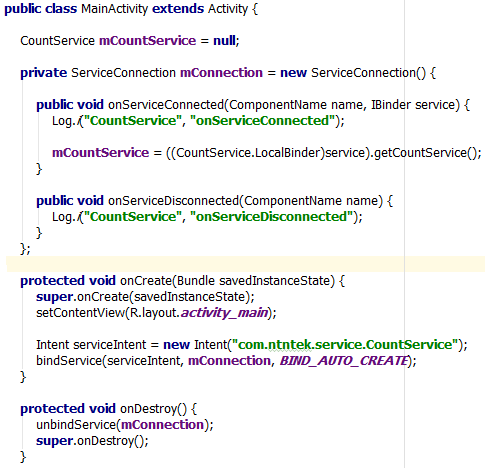 public class MainActivity extends Activity {
CountService mCountService = null;
private ServiceConnection mConnection = new ServiceConnection() {
public void onServiceConnected(ComponentName name, IBinder service) {
Log.i("CountService", "onServiceConnected");
mCountService = ((CountService.LocalBinder)service).getCountService();
}
public void onServiceDisconnected(ComponentName name) {
Log.i("CountService", "onServiceDisconnected");
}
};
protected void onCreate(Bundle savedInstanceState) {
super.onCreate(savedInstanceState);
setContentView(R.layout.activity_main);
Intent serviceIntent = new Intent("com.ntntek.service.CountService");
bindService(serviceIntent, mConnection, BIND_AUTO_CREATE);
}
protected void onDestroy() {
unbindService(mConnection);
super.onDestroy();
}